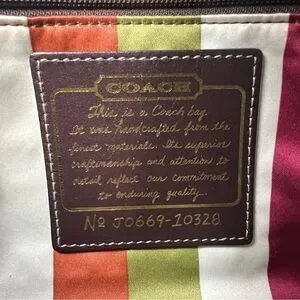 COACH
This is a Coach bag.
It was handcrafted from the
finest materials. Its superior
craftsmanship and attention to
detail reflect our commitment
to enduring quality.
Nº J0669-10328